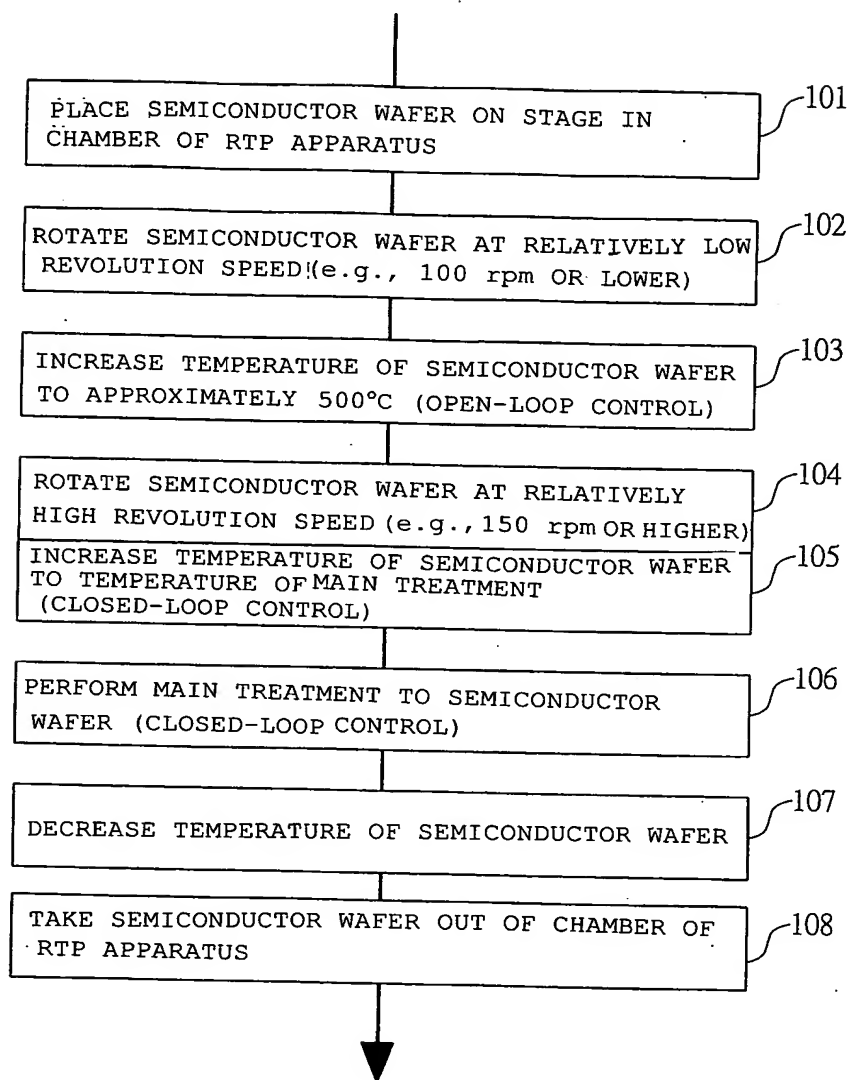 PLACE SEMICONDUCTOR WAFER ON STAGE IN
CHAMBER OF RTP APPARATUS
101
ROTATE SEMICONDUCTOR WAFER AT RELATIVELY LOW
REVOLUTION SPEED (e.g., 100 rpm OR LOWER)
102
INCREASE TEMPERATURE OF SEMICONDUCTOR WAFER
TO APPROXIMATELY 500°C (OPEN-LOOP CONTROL)
103
ROTATE SEMICONDUCTOR WAFER AT RELATIVELY
HIGH REVOLUTION SPEED (e.g., 150 rpm OR HIGHER)
104
INCREASE TEMPERATURE OF SEMICONDUCTOR WAFER
TO TEMPERATURE OF MAIN TREATMENT
(CLOSED-LOOP CONTROL)
105
PERFORM MAIN TREATMENT TO SEMICONDUCTOR
WAFER (CLOSED-LOOP CONTROL)
106
DECREASE TEMPERATURE OF SEMICONDUCTOR WAFER
107
TAKE SEMICONDUCTOR WAFER OUT OF CHAMBER OF
RTP APPARATUS
108